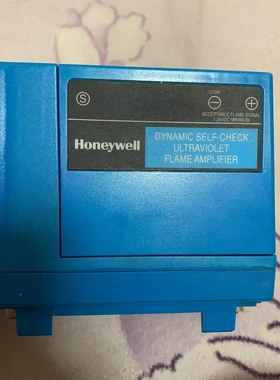 S
(COM)
− +
ACCEPTABLE FLAME SIGNAL
1.25VDC MINIMUM
Honeywell
DYNAMIC SELF-CHECK
ULTRAVIOLET
FLAME AMPLIFIER